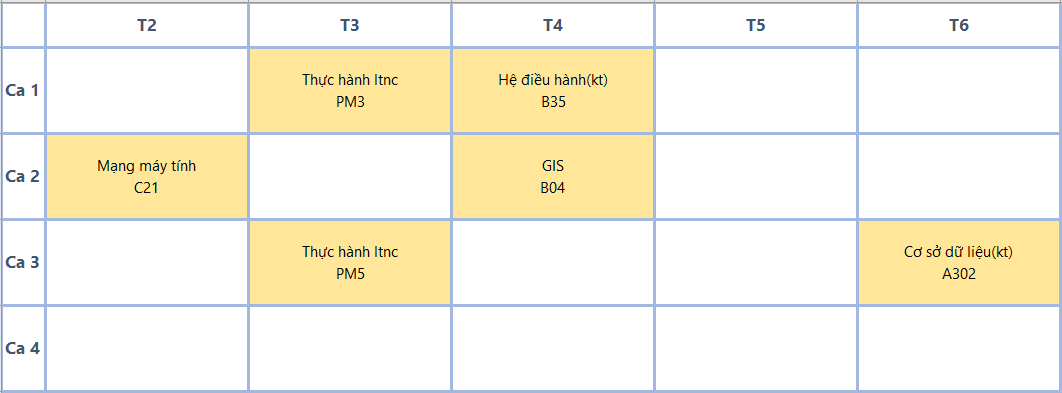 T2 T3 T4 T5 T6
Ca 1
Thực hành ltnc
PM3
Hệ điều hành(kt)
B35
Ca 2
Mạng máy tính
C21
GIS
B04
Ca 3
Thực hành ltnc
PM5
Cơ sở dữ liệu(kt)
A302
Ca 4